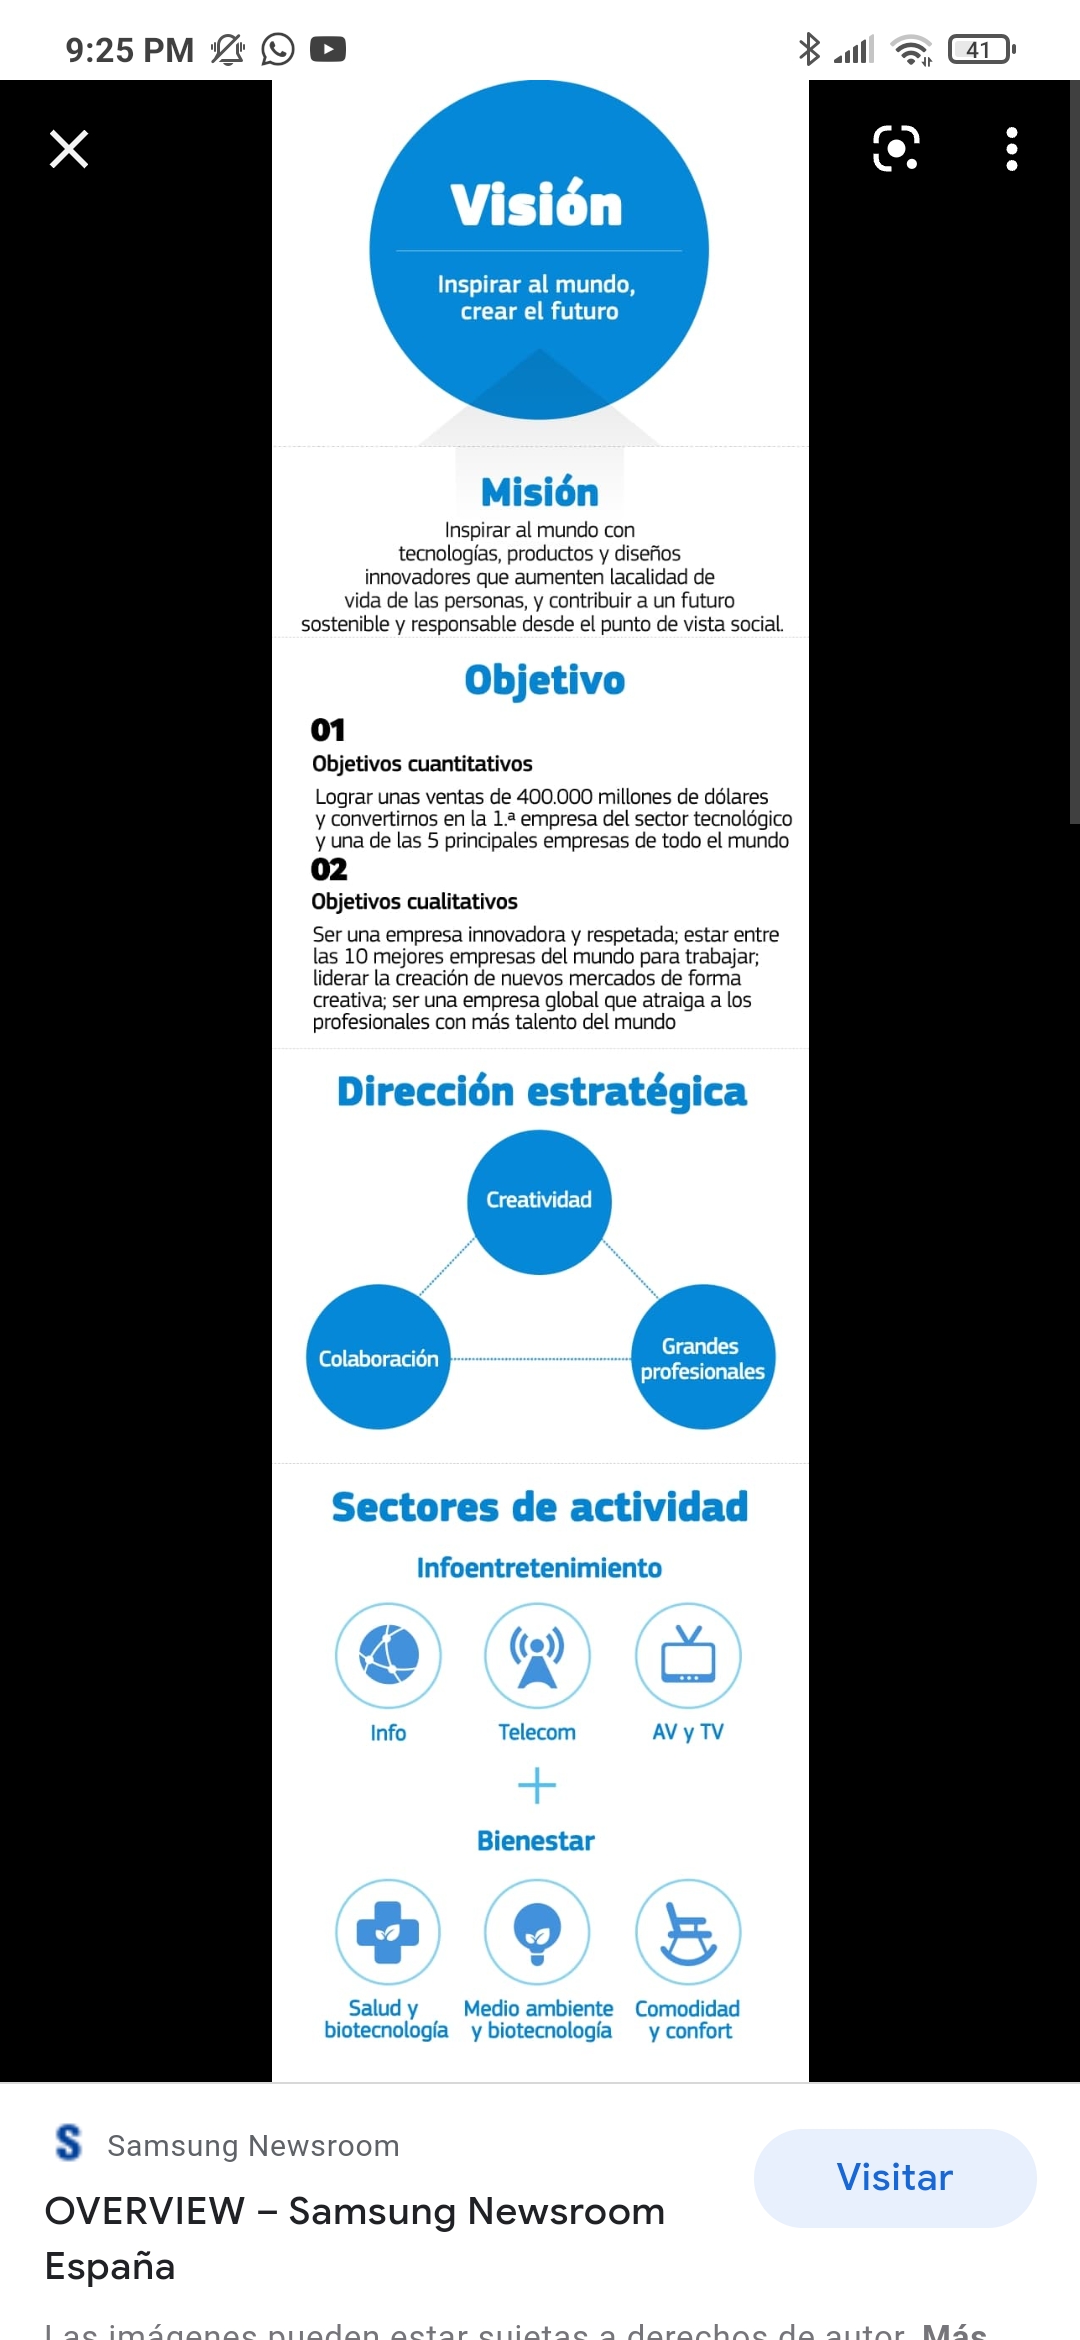 9:25 PM
41
Visión
Inspirar al mundo,
crear el futuro
Misión
Inspirar al mundo con
tecnologías, productos y diseños
innovadores que aumenten lacalidad de
vida de las personas, y contribuir a un futuro
sostenible y responsable desde el punto de vista social.
Objetivo
01
Objetivos cuantitativos
Lograr unas ventas de 400.000 millones de dólares
y convertirnos en la 1.ª empresa del sector tecnológico
y una de las 5 principales empresas de todo el mundo
02
Objetivos cualitativos
Ser una empresa innovadora y respetada; estar entre
las 10 mejores empresas del mundo para trabajar;
liderar la creación de nuevos mercados de forma
creativa; ser una empresa global que atraiga a los
profesionales con más talento del mundo
Dirección estratégica
Creatividad
Colaboración
Grandes
profesionales
Sectores de actividad
Infoentretenimiento
Info
Telecom
AV y TV
+
Bienestar
Salud y
biotecnología
Medio ambiente
y biotecnología
Comodidad
y confort
S
Samsung Newsroom
Visitar
OVERVIEW – Samsung Newsroom
España
Las imágenes pueden estar sujetas a derechos de autor. Más